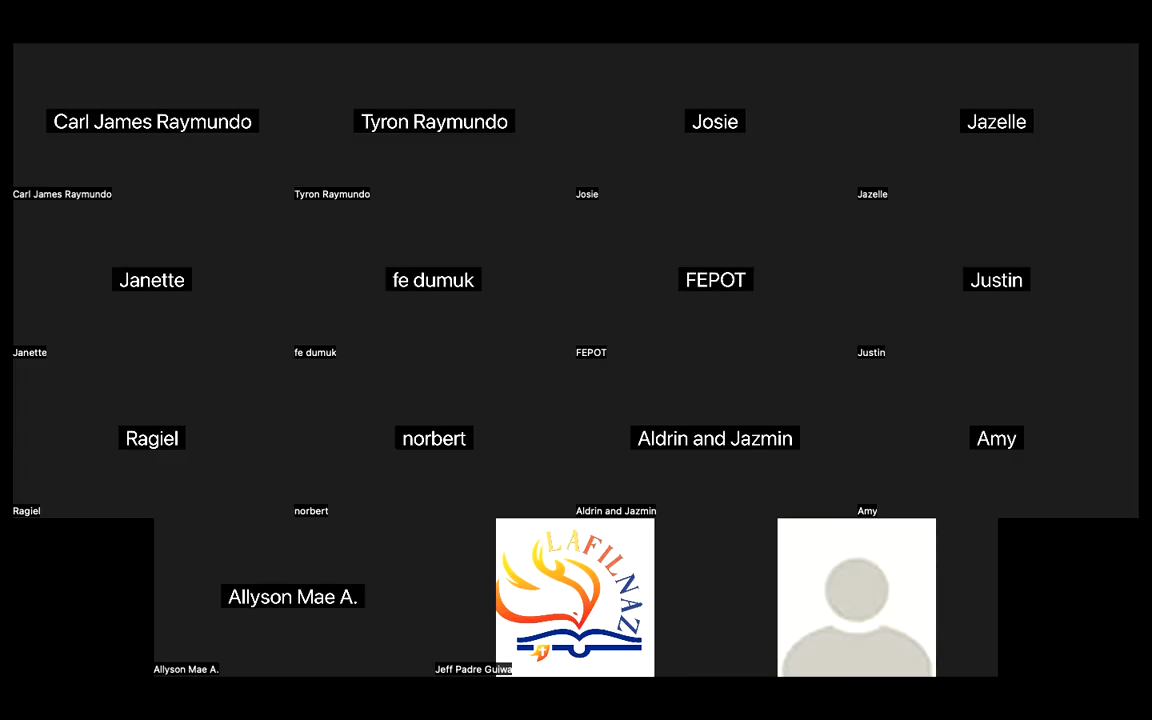 Carl James Raymundo
Tyron Raymundo
Josie
Jazelle
Carl James Raymundo
Tyron Raymundo
Josie
Jazelle
Janette
fe dumuk
FEPOT
Justin
Janette
fe dumuk
FEPOT
Justin
Ragiel
norbert
Aldrin and Jazmin
Amy
Ragiel
norbert
Aldrin and Jazmin
Amy
LAFILNAZ
Allyson Mae A.
Allyson Mae A.
Jeff Padre Guiwa